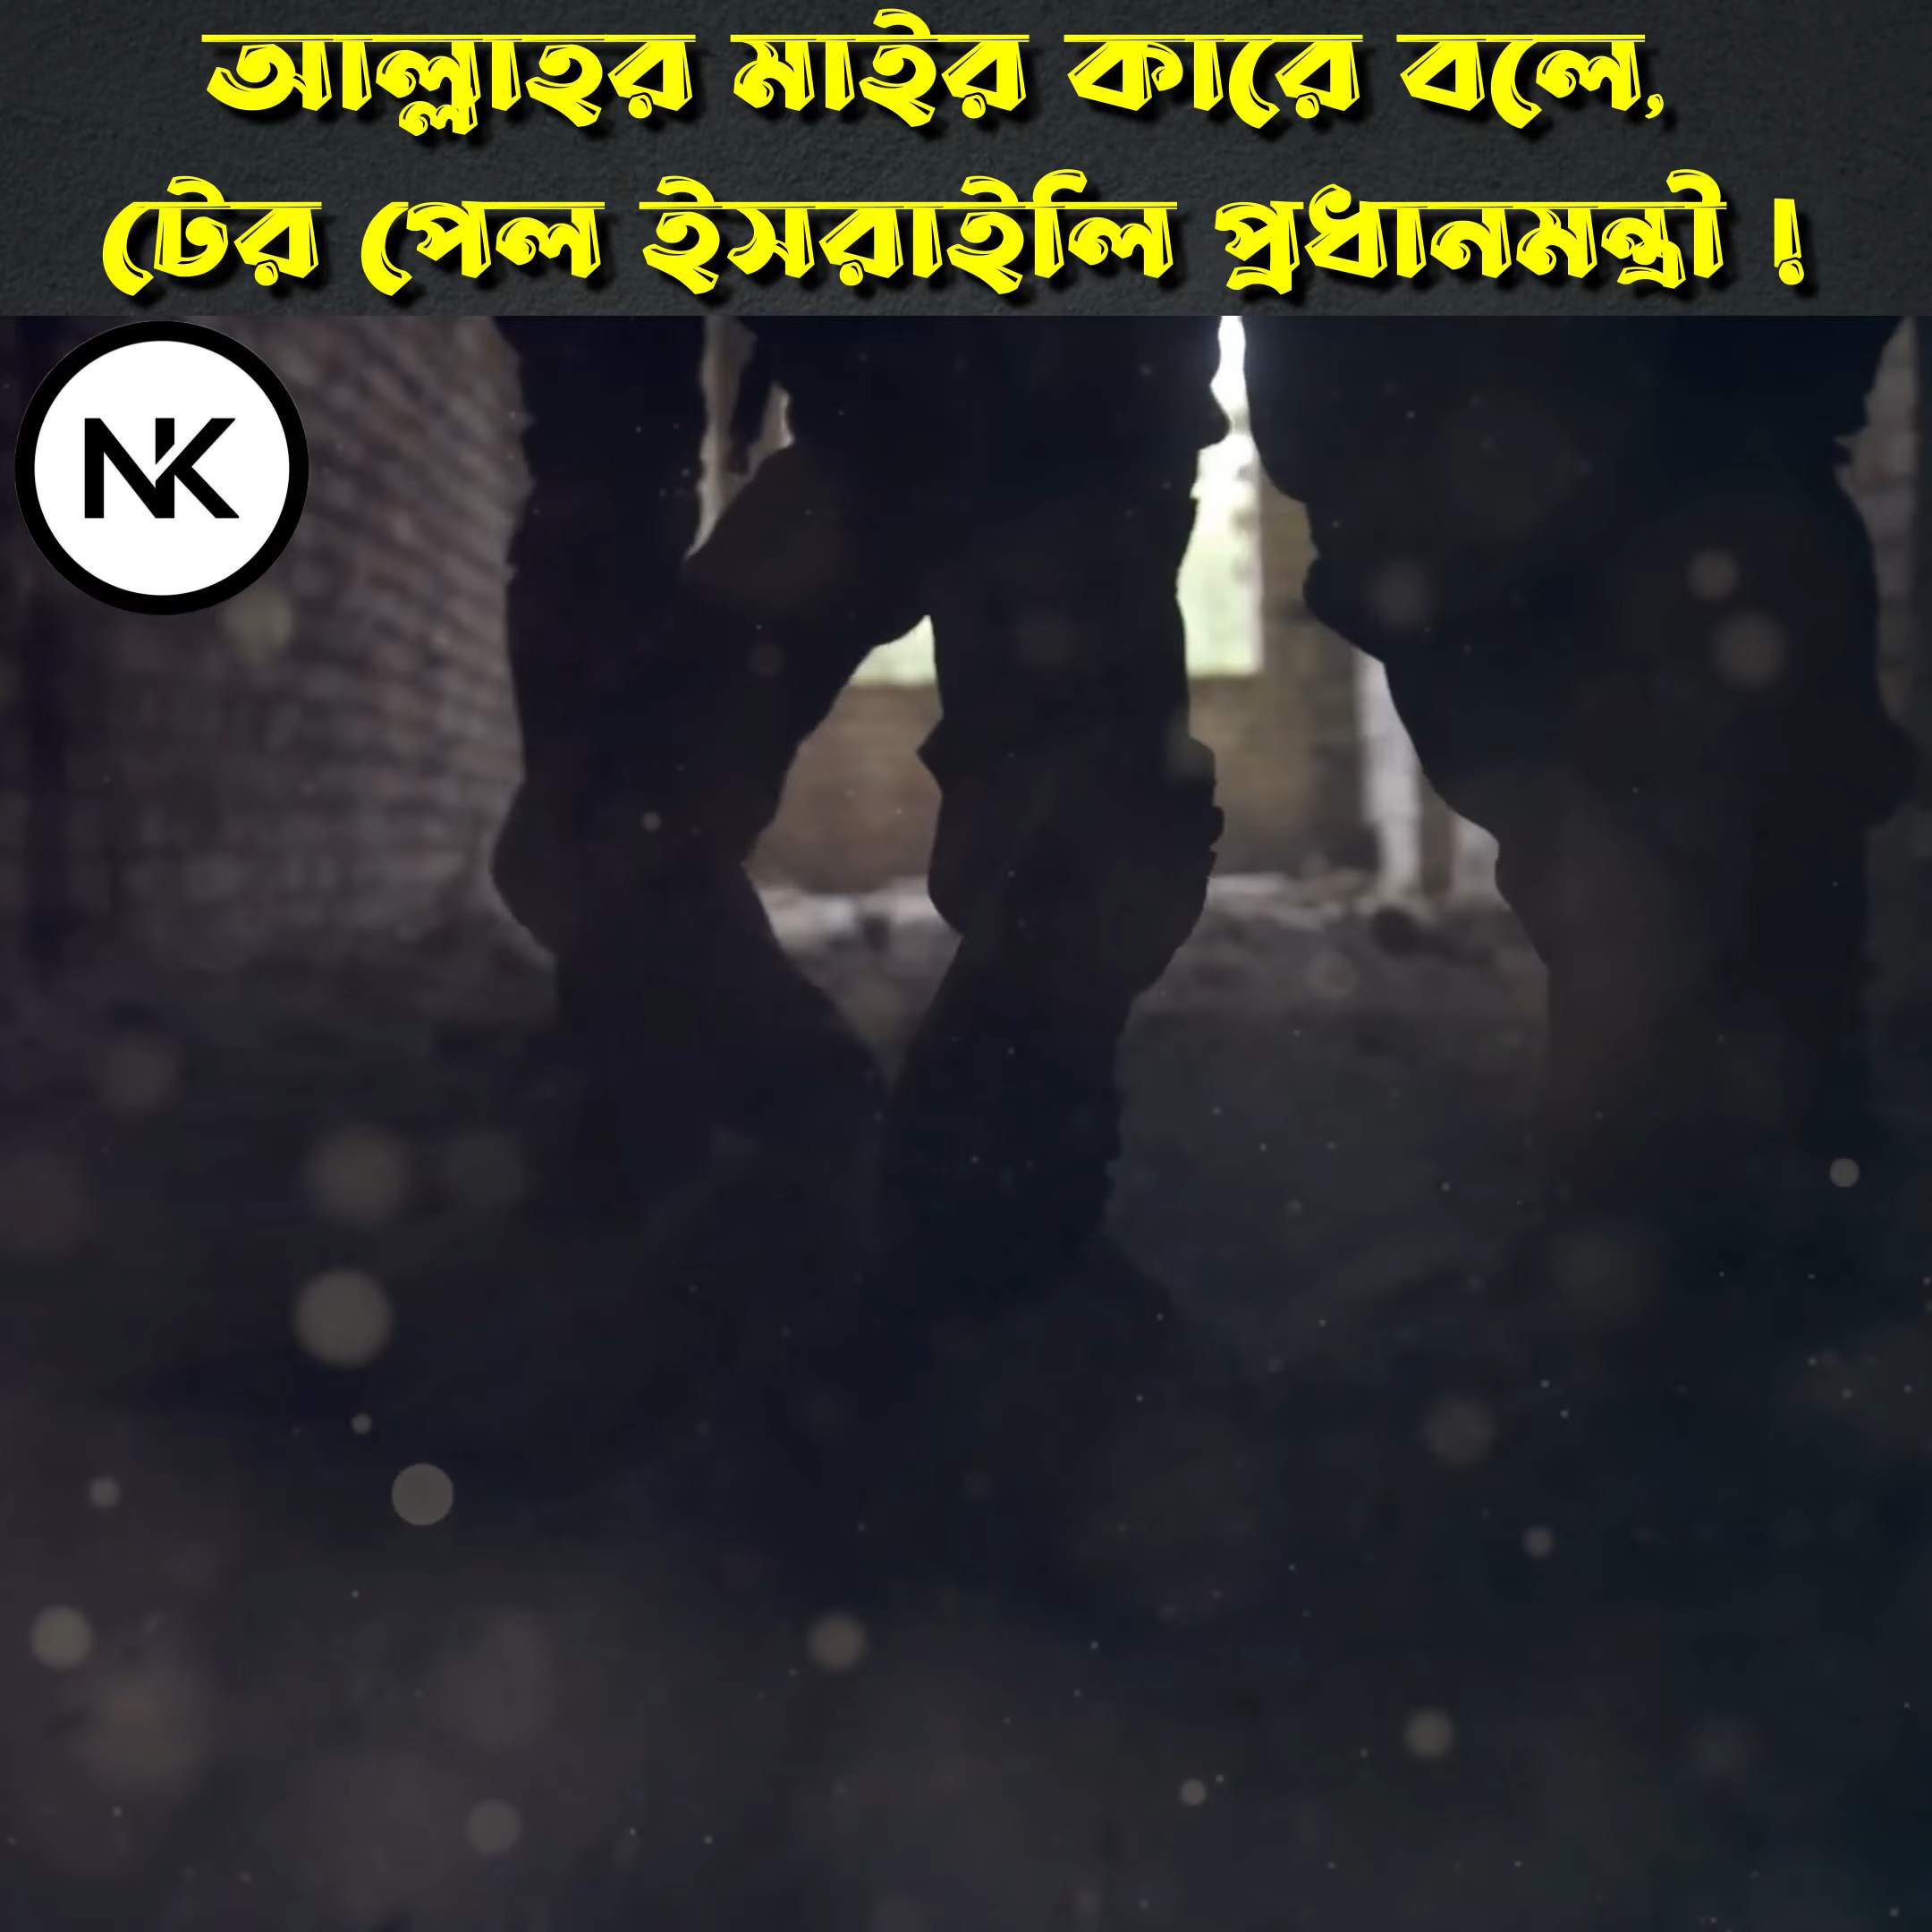 আল্লাহর মাইর কারে বলে,
টের পেল ইসরাইলি প্রধানমন্ত্রী !
NK